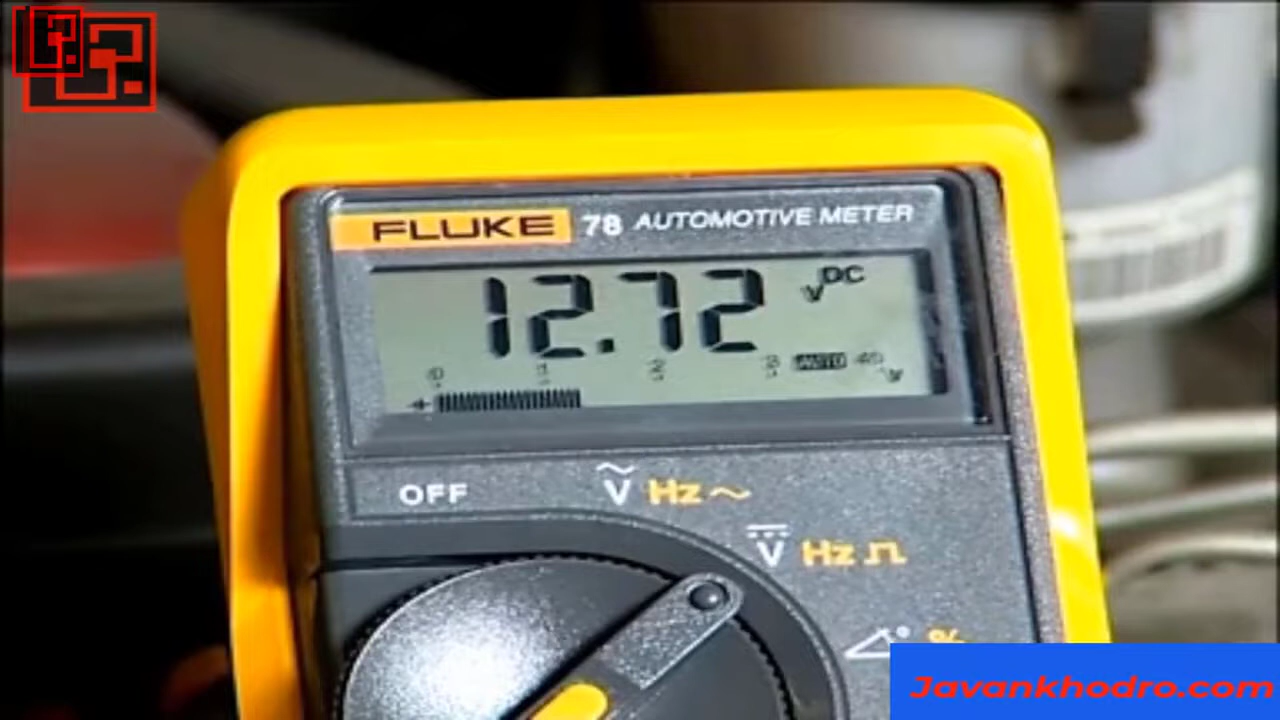 FLUKE 78 AUTOMOTIVE METER
12.72 V DC
0 1 2 3 AUTO 40 V
OFF
V Hz
V Hz
%
Javankhodro.com